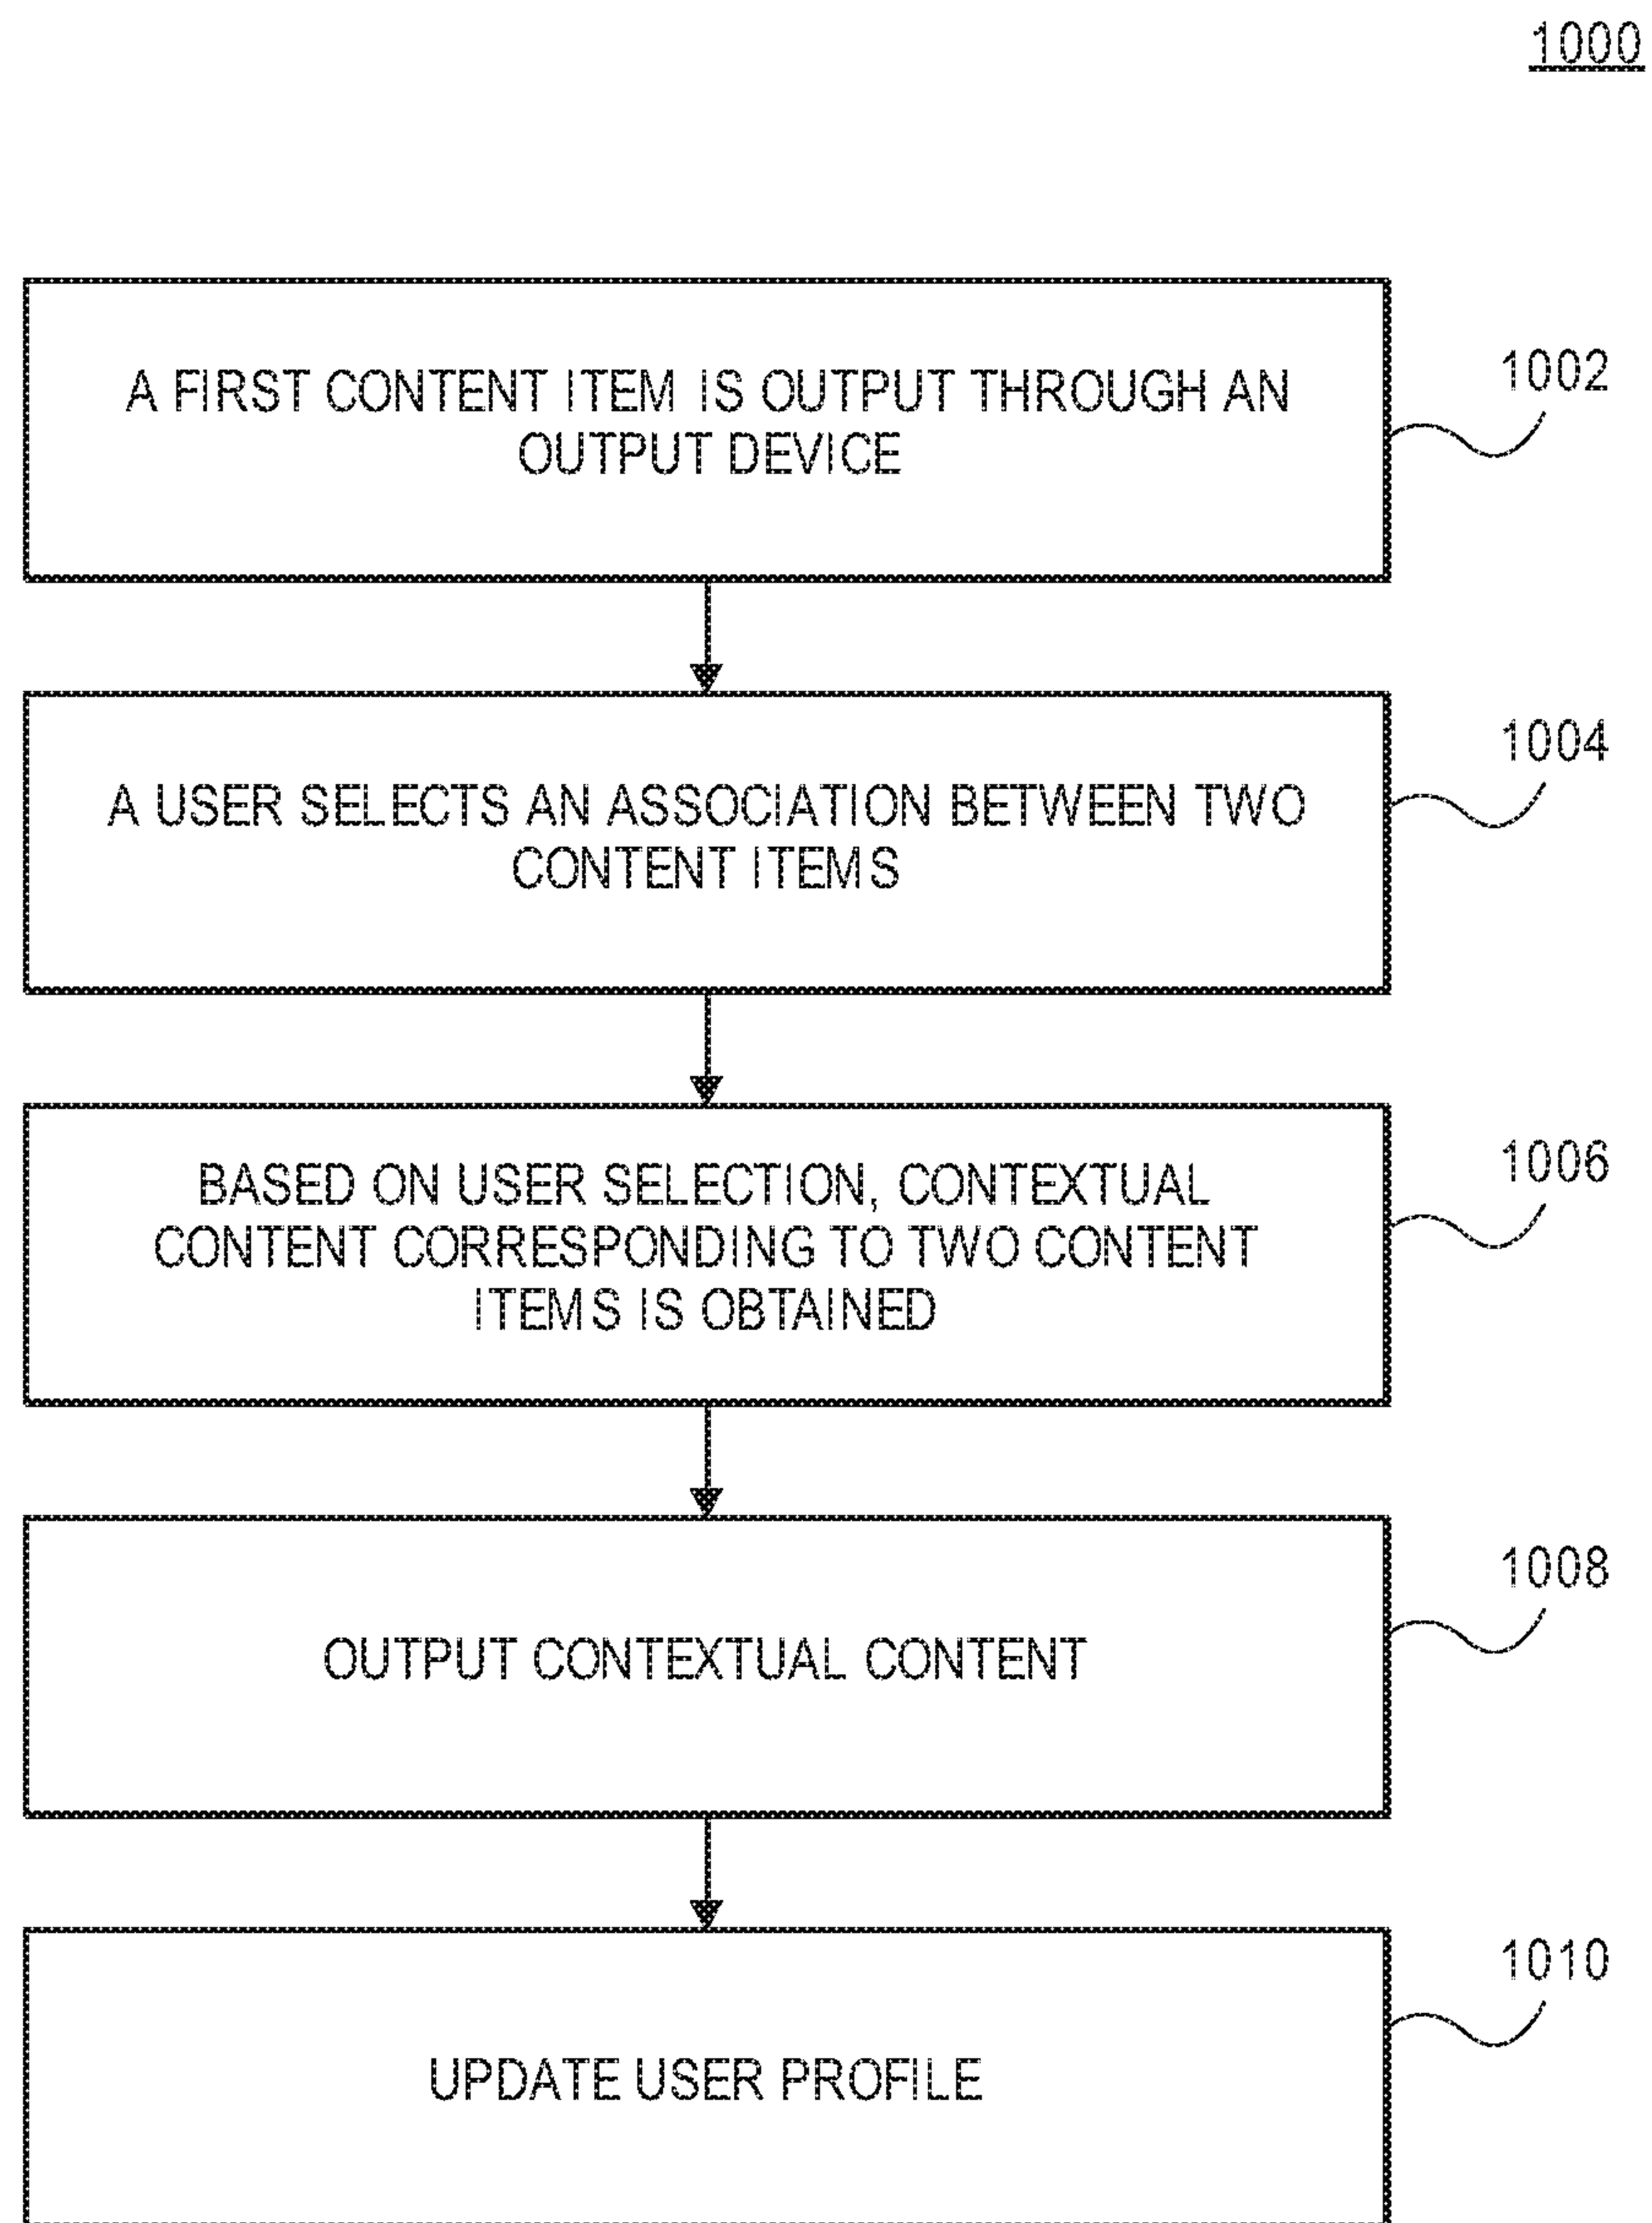 1000
A FIRST CONTENT ITEM IS OUTPUT THROUGH AN
OUTPUT DEVICE
1002
A USER SELECTS AN ASSOCIATION BETWEEN TWO
CONTENT ITEMS
1004
BASED ON USER SELECTION, CONTEXTUAL
CONTENT CORRESPONDING TO TWO CONTENT
ITEMS IS OBTAINED
1006
OUTPUT CONTEXTUAL CONTENT
1008
UPDATE USER PROFILE
1010